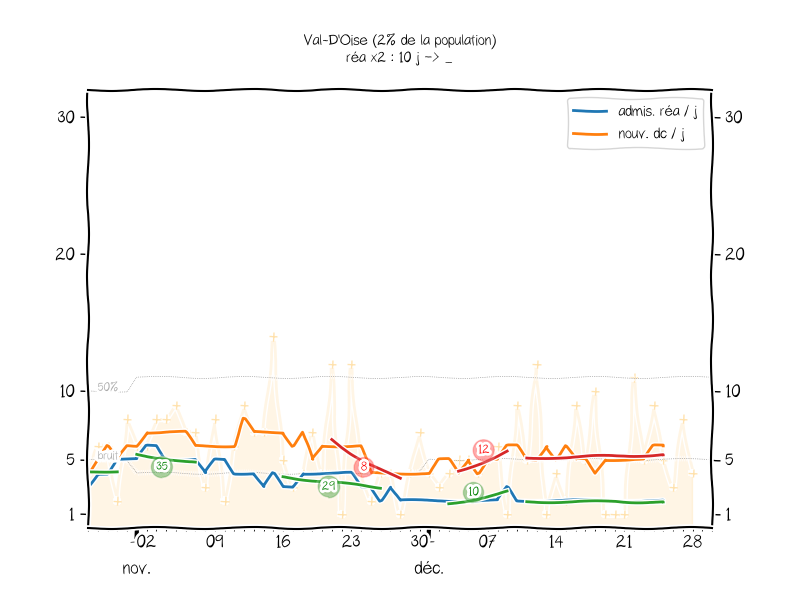 Val-D'Oise (2% de la population)
réa x2 : 10 j -> _
admis. réa / j
nouv. dc / j
30 30
20 20
10 10
5 5
1 1
50%
bruit
35
29
8
10
12
02 09 16 23 30 07 14 21 28
nov. déc.